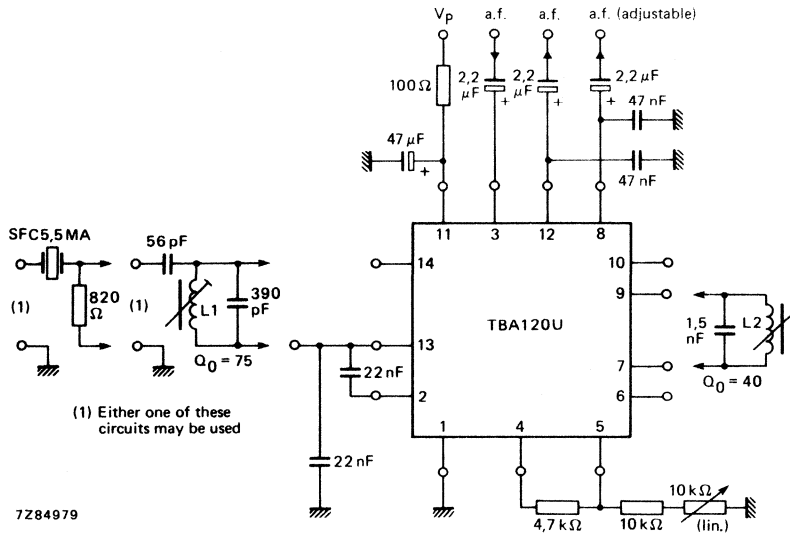 Vp a.f. a.f. a.f. (adjustable)
100Ω 2,2 μF 2,2 μF 2,2 μF
47 nF
47 μF
+ + + +
47 nF
11 3 12 8
SFC5,5MA
56 pF
14 10
9
(1) 820 Ω (1) L1 390 pF
TBA120U
1,5 nF L2
13 7
Q0 = 75
22 nF
Q0 = 40
2 6
(1) Either one of these
circuits may be used
1 4 5
22 nF
10 kΩ
4,7 kΩ 10 kΩ (lin.)
7Z84979